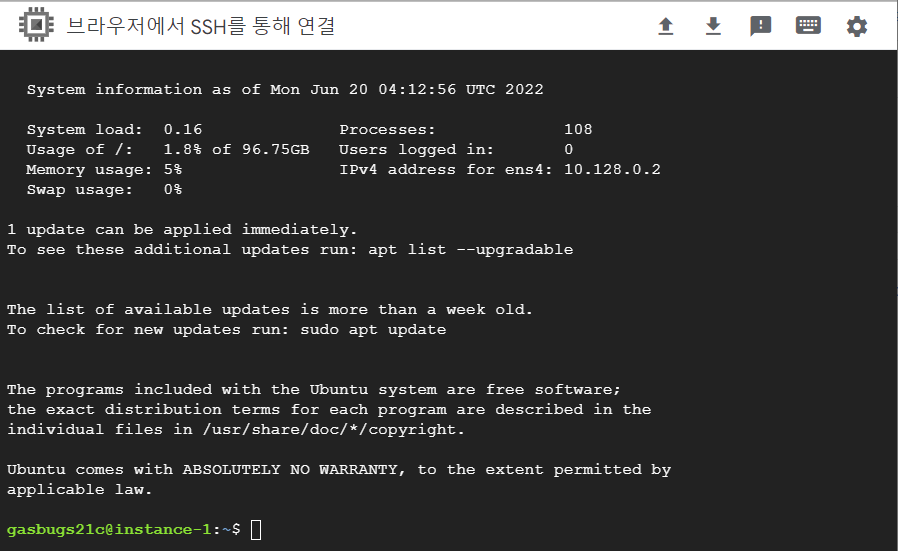 브라우저에서 SSH를 통해 연결
System information as of Mon Jun 20 04:12:56 UTC 2022
System load: 0.16 Processes: 108
Usage of /: 1.8% of 96.75GB Users logged in: 0
Memory usage: 5% IPv4 address for ens4: 10.128.0.2
Swap usage: 0%
1 update can be applied immediately.
To see these additional updates run: apt list --upgradable
The list of available updates is more than a week old.
To check for new updates run: sudo apt update
The programs included with the Ubuntu system are free software;
the exact distribution terms for each program are described in the
individual files in /usr/share/doc/*/copyright.
Ubuntu comes with ABSOLUTELY NO WARRANTY, to the extent permitted by
applicable law.
gasbugs21c@instance-1:~$